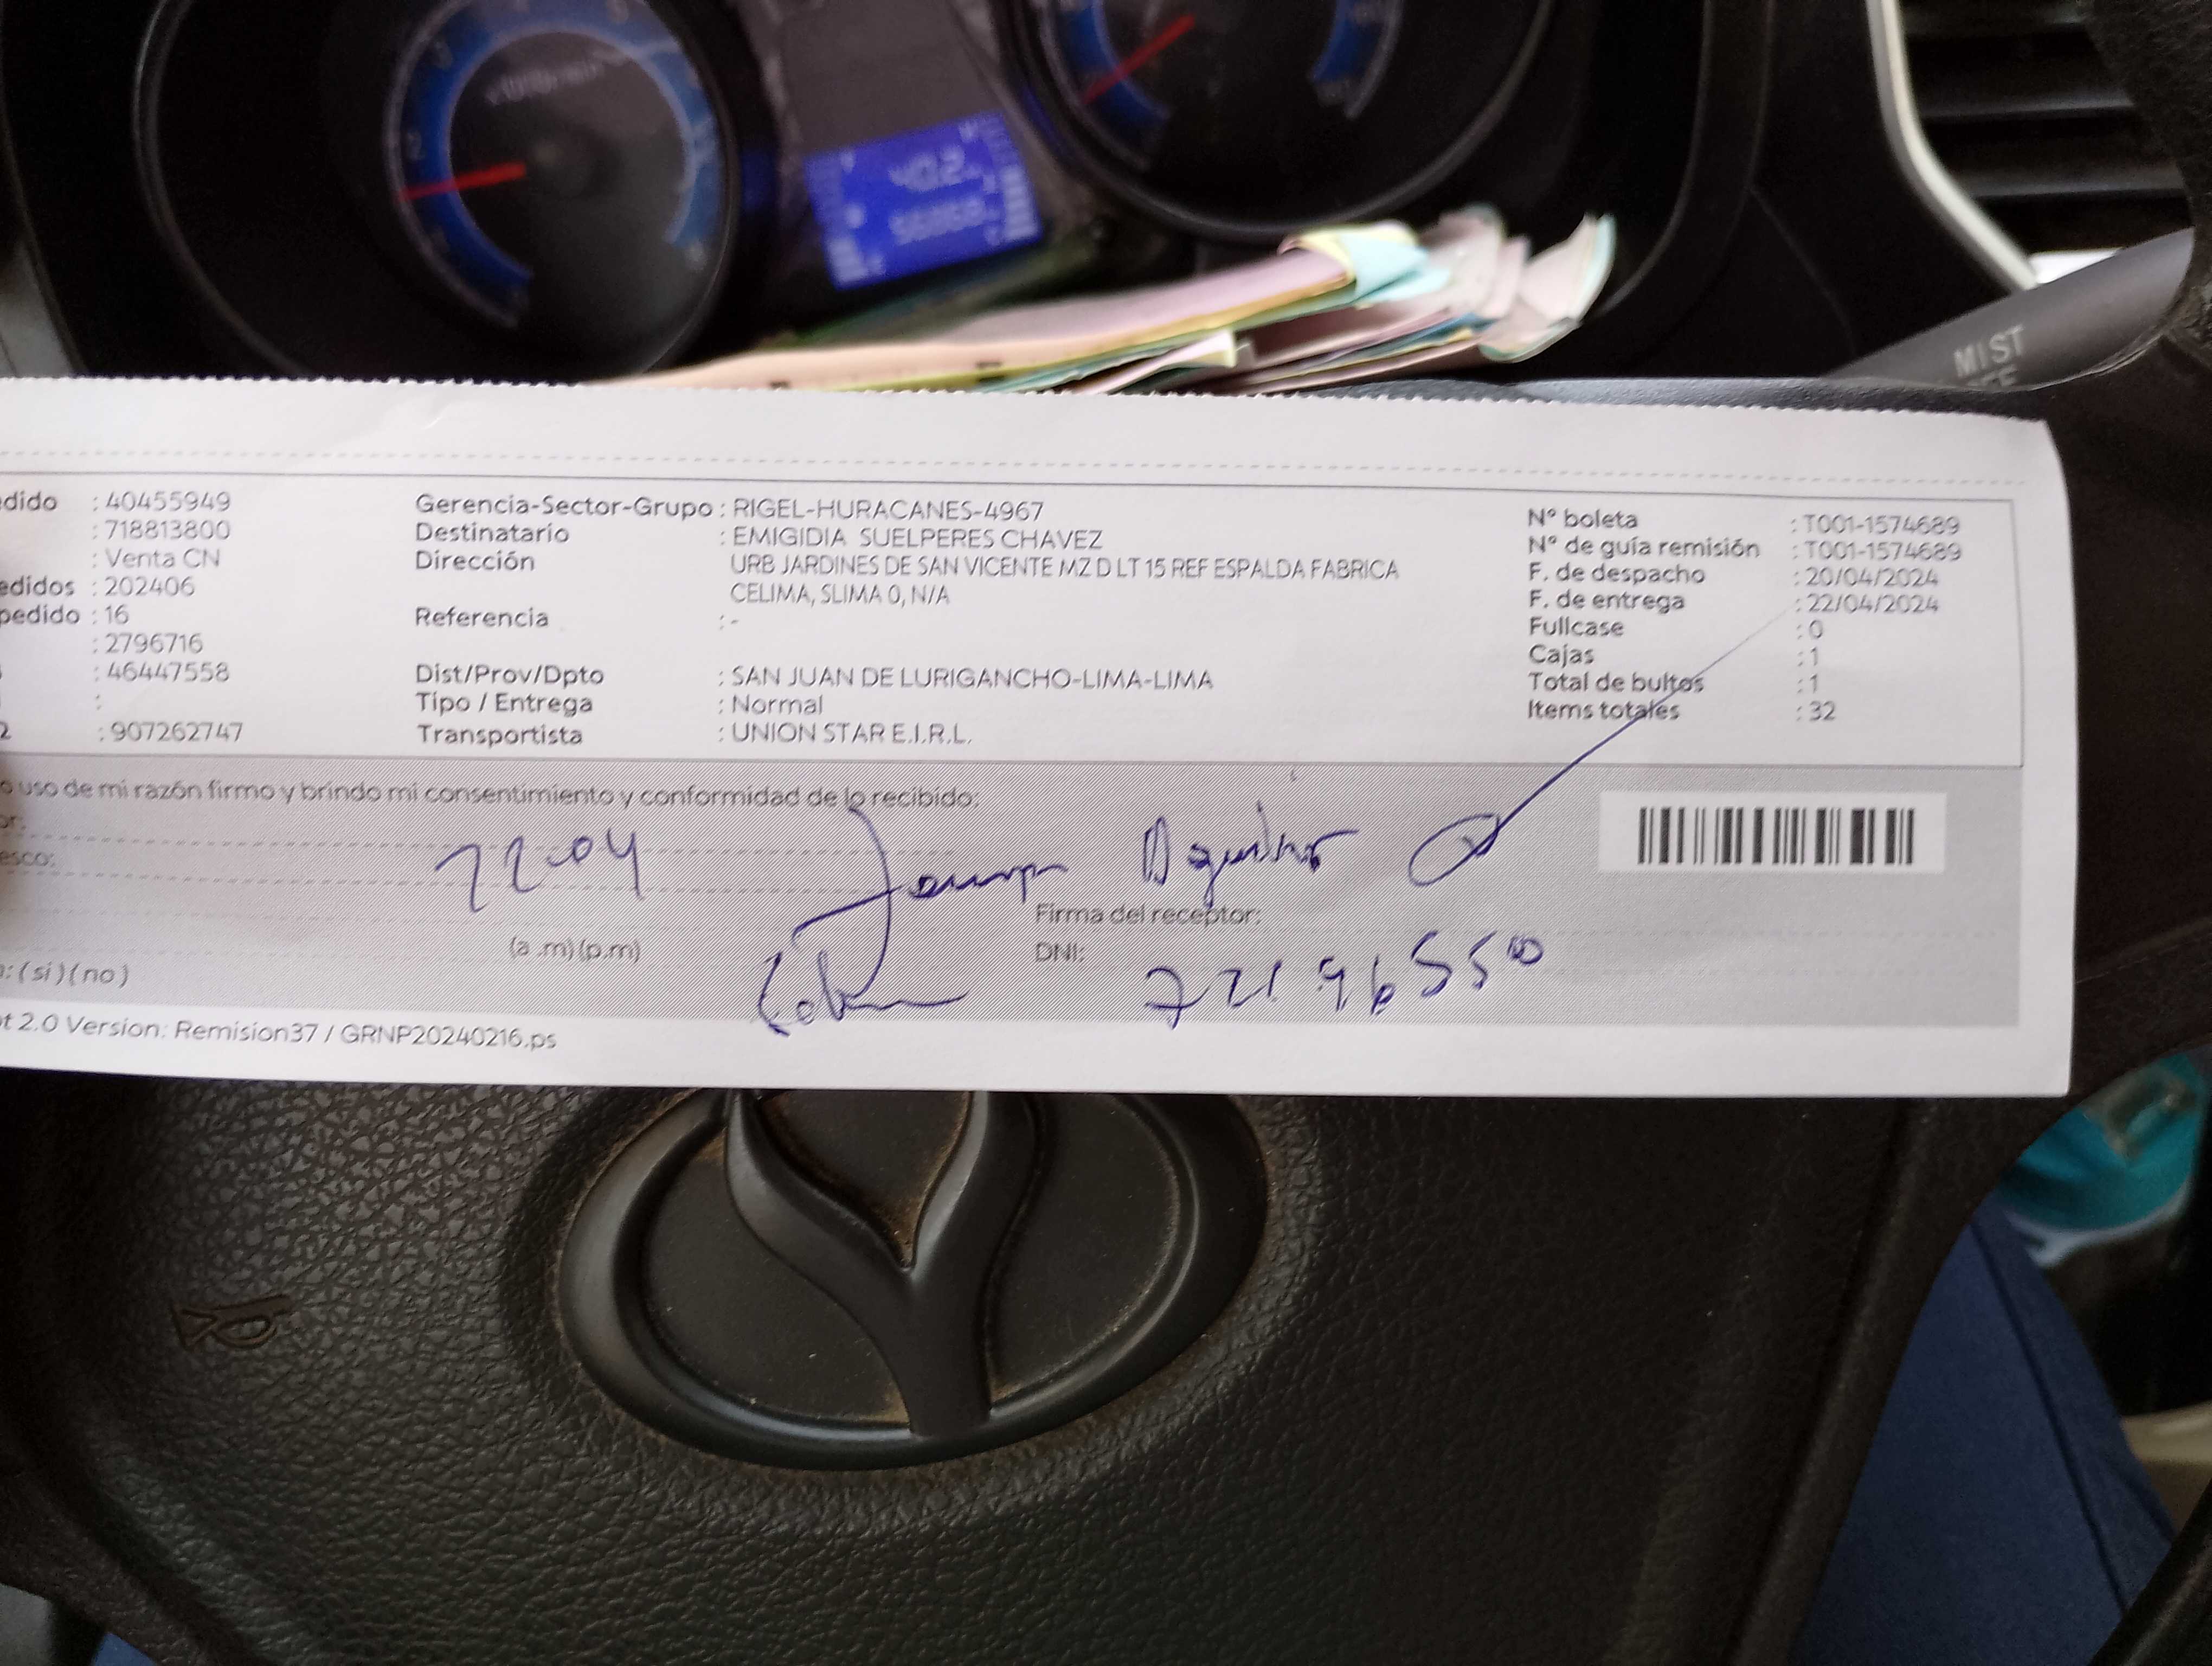 MIST
402
dido : 40455949
: 718813800
: Venta CN
edidos : 202406
pedido : 16
: 2796716
: 46447558
:
2 : 907262747
Gerencia-Sector-Grupo : RIGEL-HURACANES-4967
Destinatario : EMIGIDIA SUELPERES CHAVEZ
Dirección URB JARDINES DE SAN VICENTE MZ D LT 15 REF ESPALDA FABRICA
CELIMA, SLIMA 0, N/A
Referencia : -
Dist/Prov/Dpto : SAN JUAN DE LURIGANCHO-LIMA-LIMA
Tipo / Entrega : Normal
Transportista : UNION STAR E.I.R.L.
Nº boleta : T001-1574689
Nº de guía remisión : T001-1574689
F. de despacho : 20/04/2024
F. de entrega : 22/04/2024
Fullcase : 0
Cajas : 1
Total de bultos : 1
Items totales : 32
o uso de mi razón firmo y brindo mi consentimiento y conformidad de lo recibido:
or:
esco:
22-04
Firma del receptor:
(a .m) (p.m)
DNI: 72196550
: (si) (no)
t 2.0 Version: Remision37 / GRNP20240216.ps